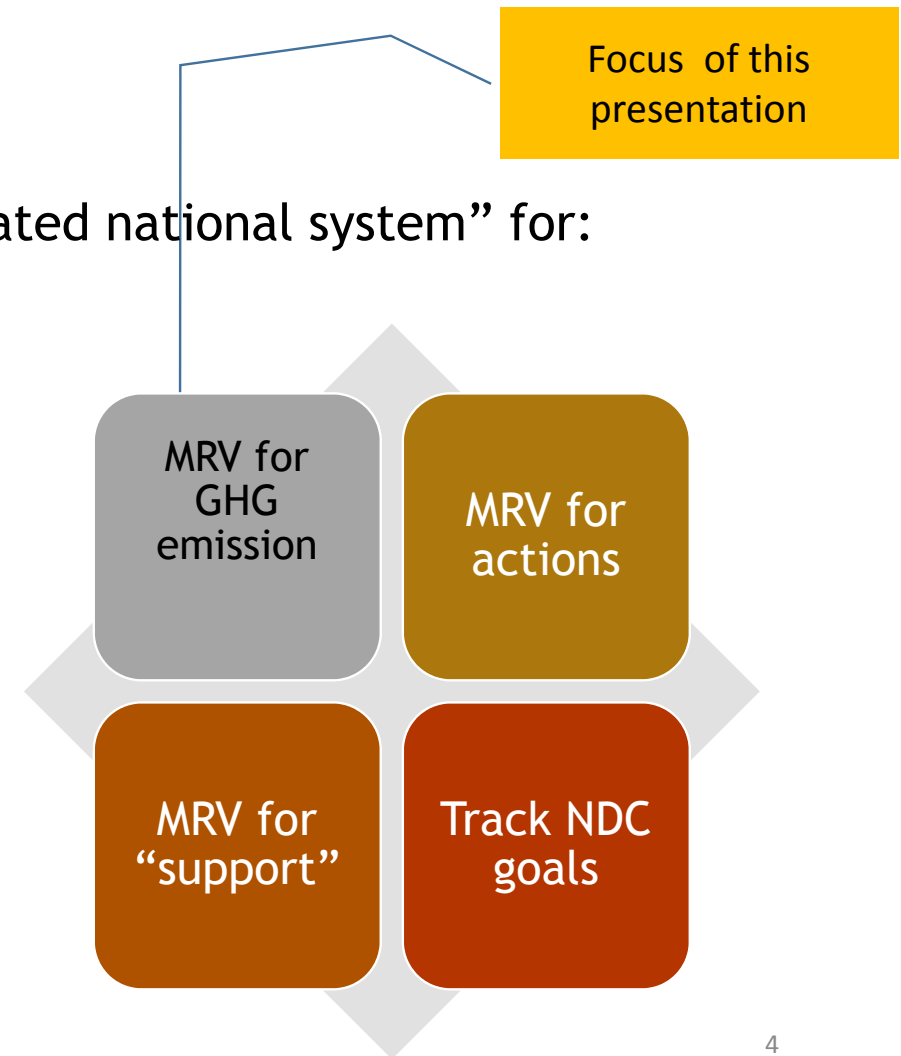 Focus of this
presentation
ated national system” for:
MRV for
GHG
emission
MRV for
actions
MRV for
“support”
Track NDC
goals
4